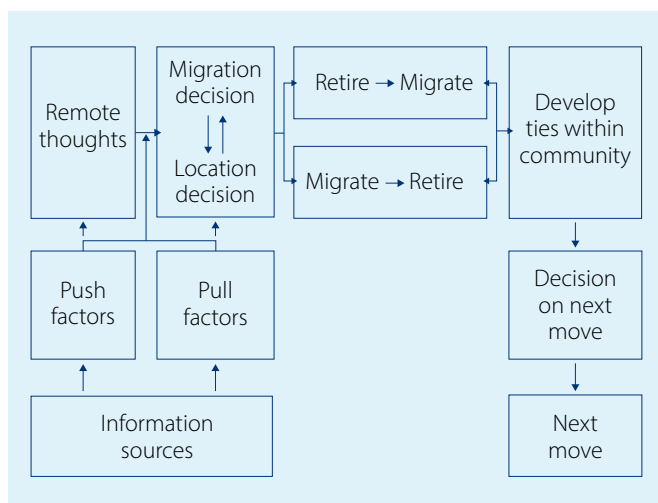 Remote
thoughts
Migration
decision
Location
decision
Retire
Migrate
Migrate
Retire
Develop
ties within
community
Push
factors
Pull
factors
Decision
on next
move
Information
sources
Next
move